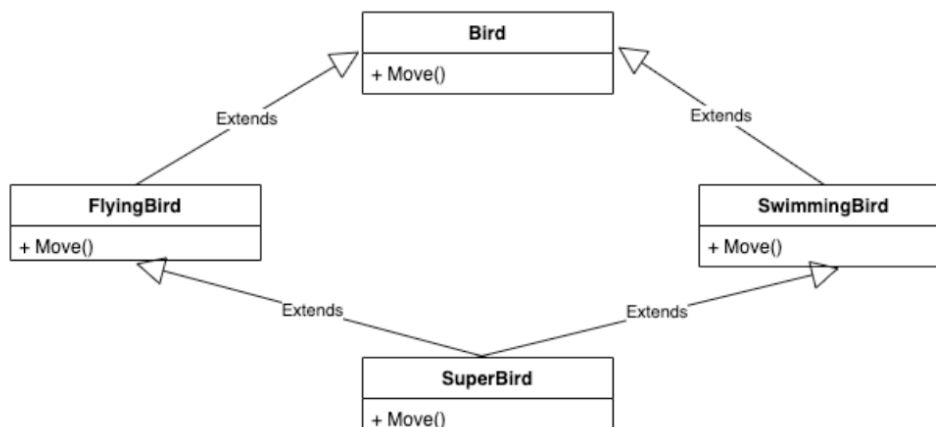 Bird
+ Move()
Extends
Extends
FlyingBird
SwimmingBird
+ Move()
+ Move()
Extends
Extends
SuperBird
+ Move()